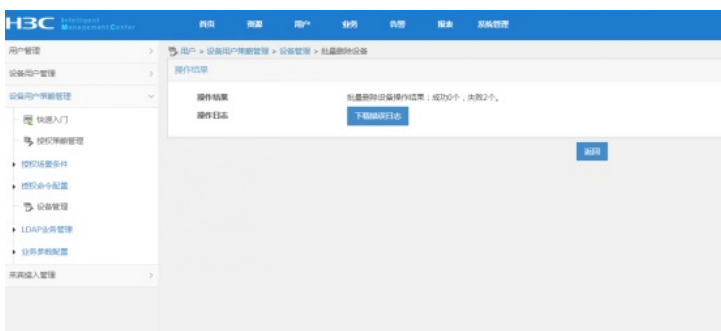 H3C Intelligent Management Center
首页 资源 用户 业务 告警 报表 系统管理
用户管理
设备用户管理
设备用户策略管理
快速入门
授权策略管理
授权场景条件
授权命令配置
设备管理
LDAP业务管理
业务参数配置
来宾接入管理
用户 > 设备用户策略管理 > 设备管理 > 批量删除设备
操作结果
操作结果 批量删除设备操作结果：成功0个，失败2个。
操作日志 下载错误日志
返回